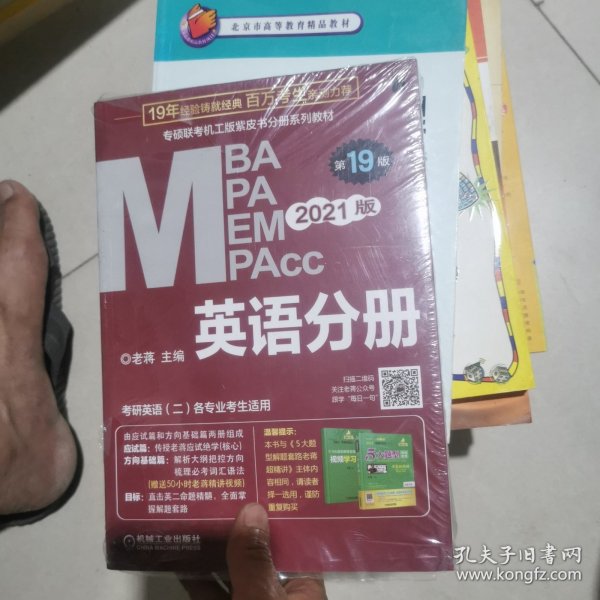 北京市高等教育精品教材
19年经验铸就经典 百万考生亲测力荐
专硕联考机工版紫皮书分册系列教材
MBA
MPA
MEM
MPAcc
第19版
2021版
英语分册
◎老蒋 主编
扫描二维码
关注老蒋公众号
跟学“每日一句”
考研英语（二）各专业考生适用
由应试篇和方向基础篇两册组成
应试篇：传授老蒋应试绝学(核心)
方向基础篇：解析大纲把控方向
梳理必考词汇语法
(赠送50小时老蒋精讲视频)
目标：直击英二命题精髓，全面掌
握解题套路
温馨提示：
本书与《5大题
型解题套路老蒋
超精讲》主体内
容相同，请读者
择一选用，谨防
重复购买
视频学习
机械工业出版社
CHINA MACHINE PRESS
孔夫子旧书网
www.kongfz.com